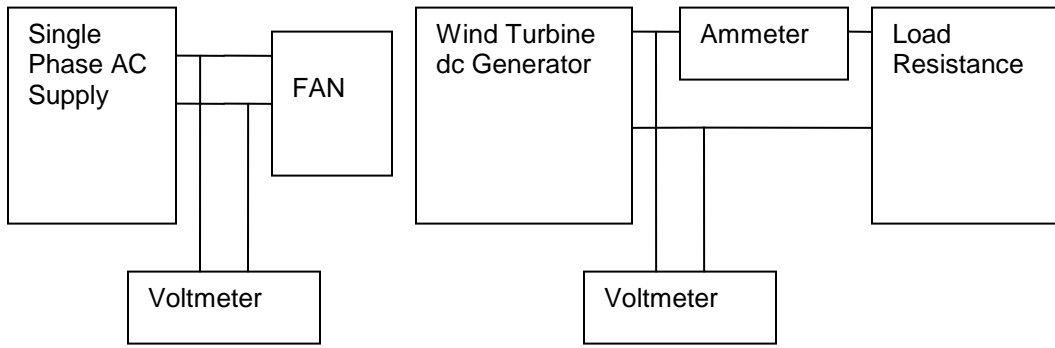 Single
Phase AC
Supply
FAN
Voltmeter
Wind Turbine
dc Generator
Ammeter
Load
Resistance
Voltmeter